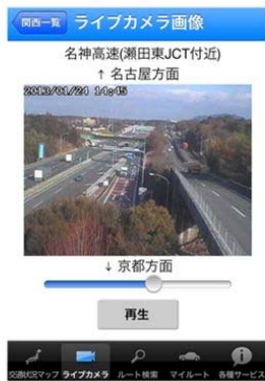 関西一覧
ライブカメラ画像
名神高速(瀬田東JCT付近)
↑ 名古屋方面
2013/01/24 14:45
↓ 京都方面
再生
交通状況マップ ライブカメラ ルート検索 マイルート 各種サービス